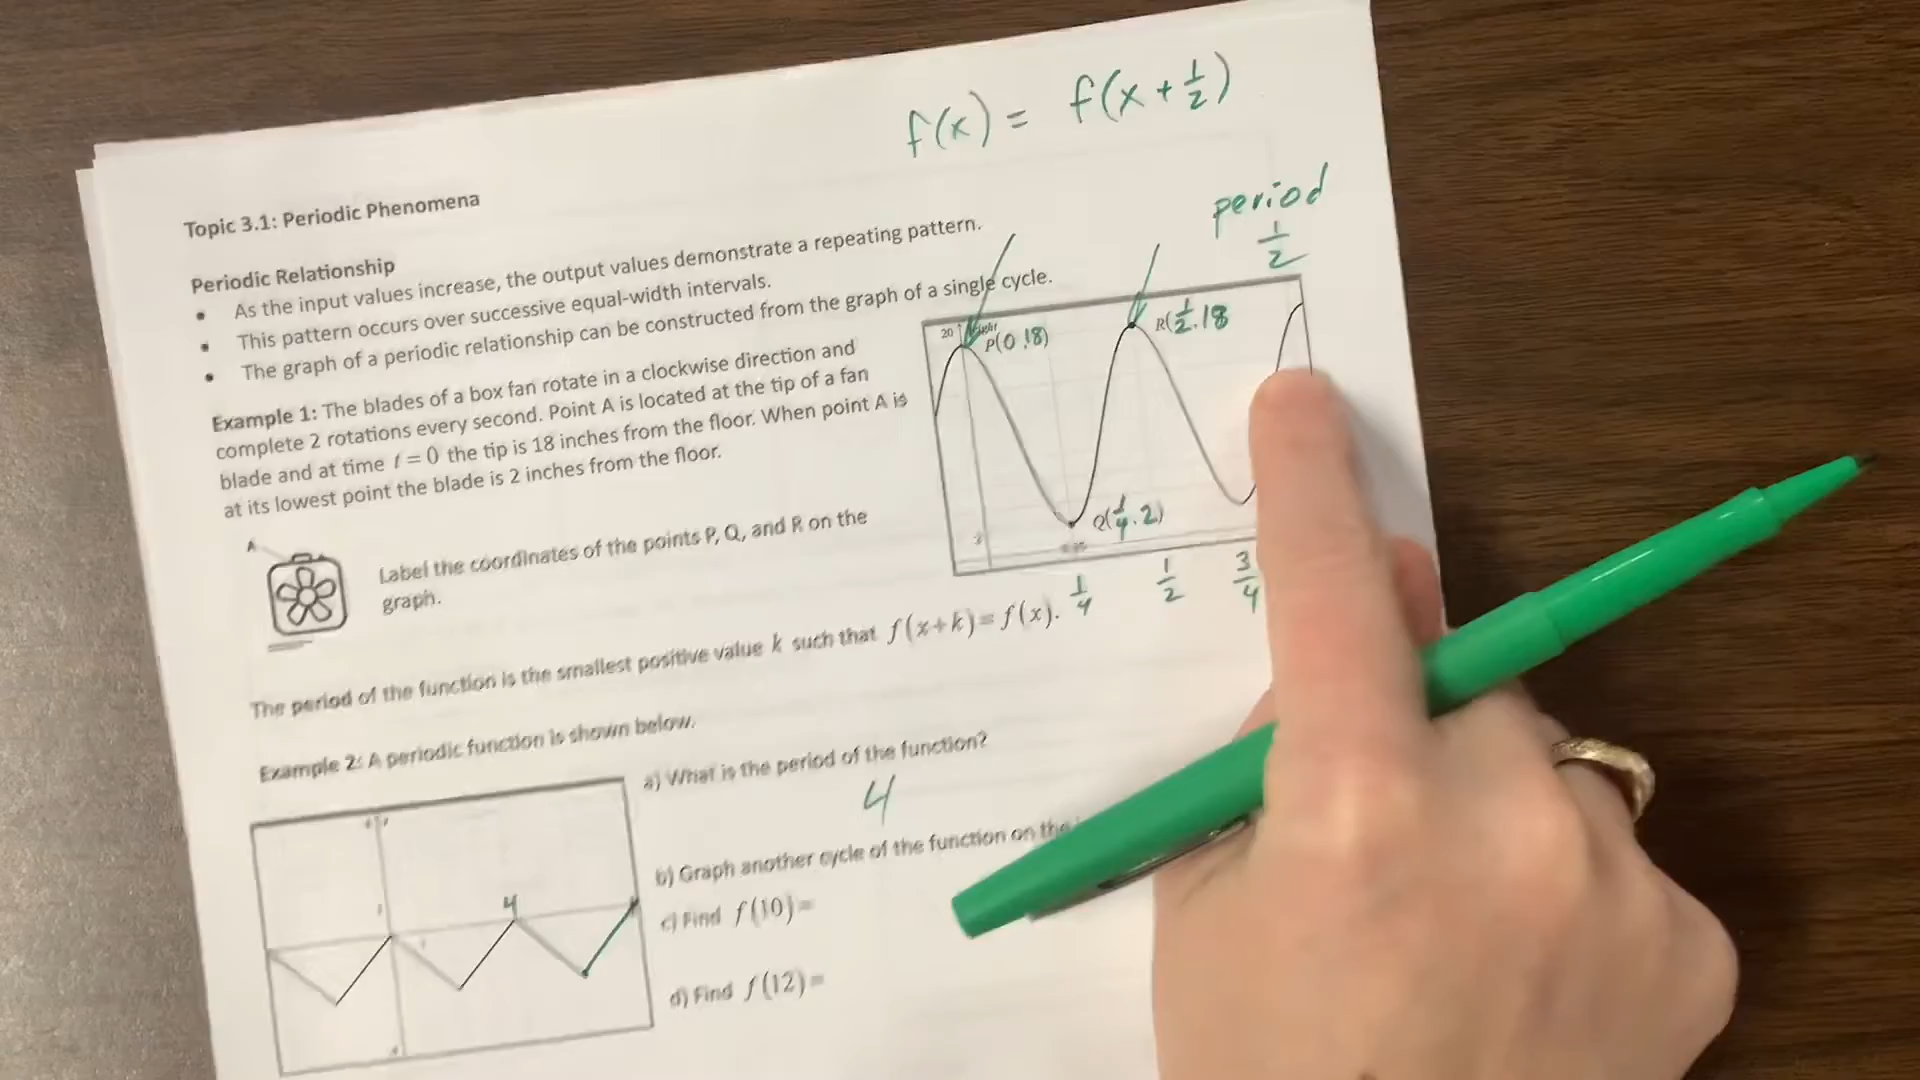 f(x) = f(x + 1/2)
period
1/2
Topic 3.1: Periodic Phenomena
Periodic Relationship
• As the input values increase, the output values demonstrate a repeating pattern.
• This pattern occurs over successive equal-width intervals.
• The graph of a periodic relationship can be constructed from the graph of a single cycle.
Example 1: The blades of a box fan rotate in a clockwise direction and
complete 2 rotations every second. Point A is located at the tip of a fan
blade and at time t = 0 the tip is 18 inches from the floor. When point A is
at its lowest point the blade is 2 inches from the floor.
20
P(0, 18)
R(1/2, 18
Q(1/4, 2)
1/4 1/2 3/4
A
Label the coordinates of the points P, Q, and R on the
graph.
The period of the function is the smallest positive value k such that f(x+k) = f(x).
Example 2: A periodic function is shown below.
a) What is the period of the function?
4
b) Graph another cycle of the function on the
4
c) Find f(10) =
d) Find f(12) =